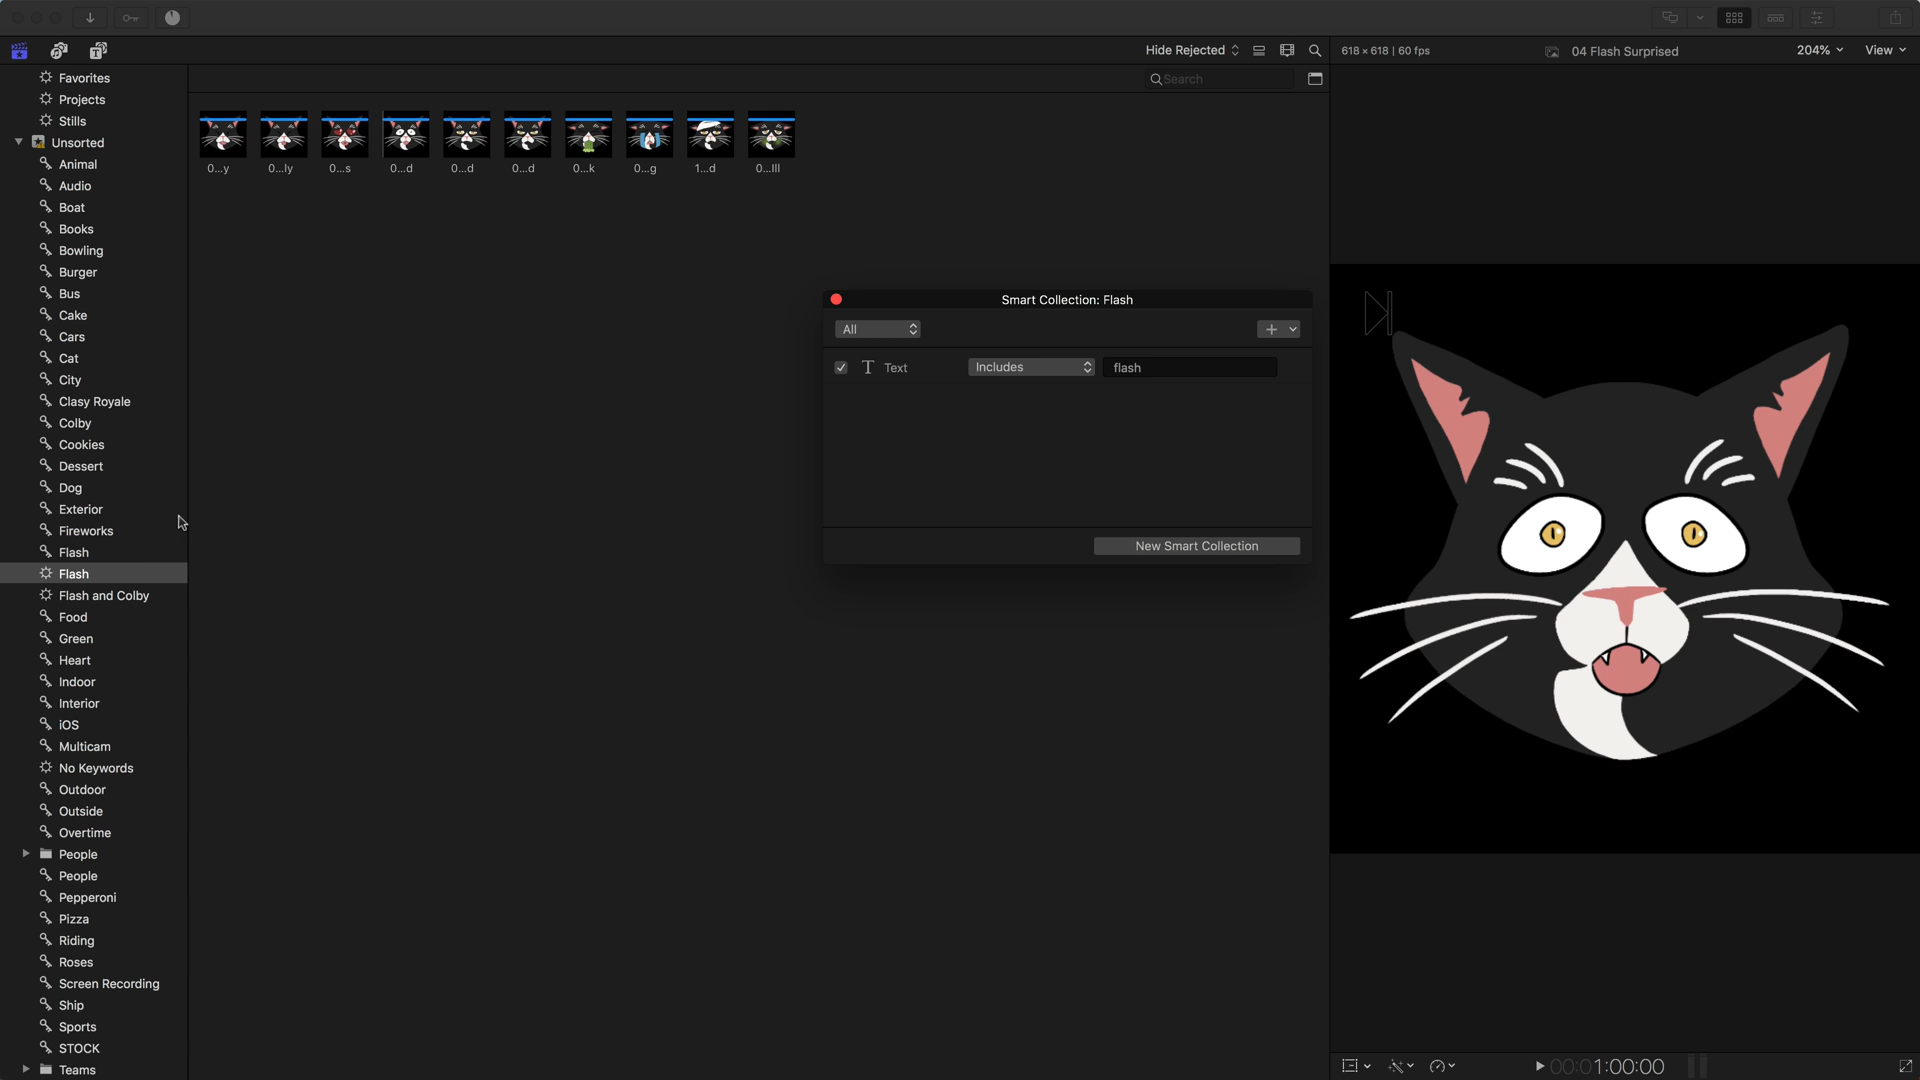 Hide Rejected
618 × 618 | 60 fps
04 Flash Surprised
204%
View
Search
Favorites
Projects
Stills
Unsorted
Animal
Audio
Boat
Books
Bowling
Burger
Bus
Cake
Cars
Cat
City
Clasy Royale
Colby
Cookies
Dessert
Dog
Exterior
Fireworks
Flash
Flash
Flash and Colby
Food
Green
Heart
Indoor
Interior
iOS
Multicam
No Keywords
Outdoor
Outside
Overtime
People
People
Pepperoni
Pizza
Riding
Roses
Screen Recording
Ship
Sports
STOCK
Teams
0...y
0...ly
0...s
0...d
0...d
0...d
0...k
0...g
1...d
0...lll
Smart Collection: Flash
All
Text
Includes
flash
New Smart Collection
00:01:00:00